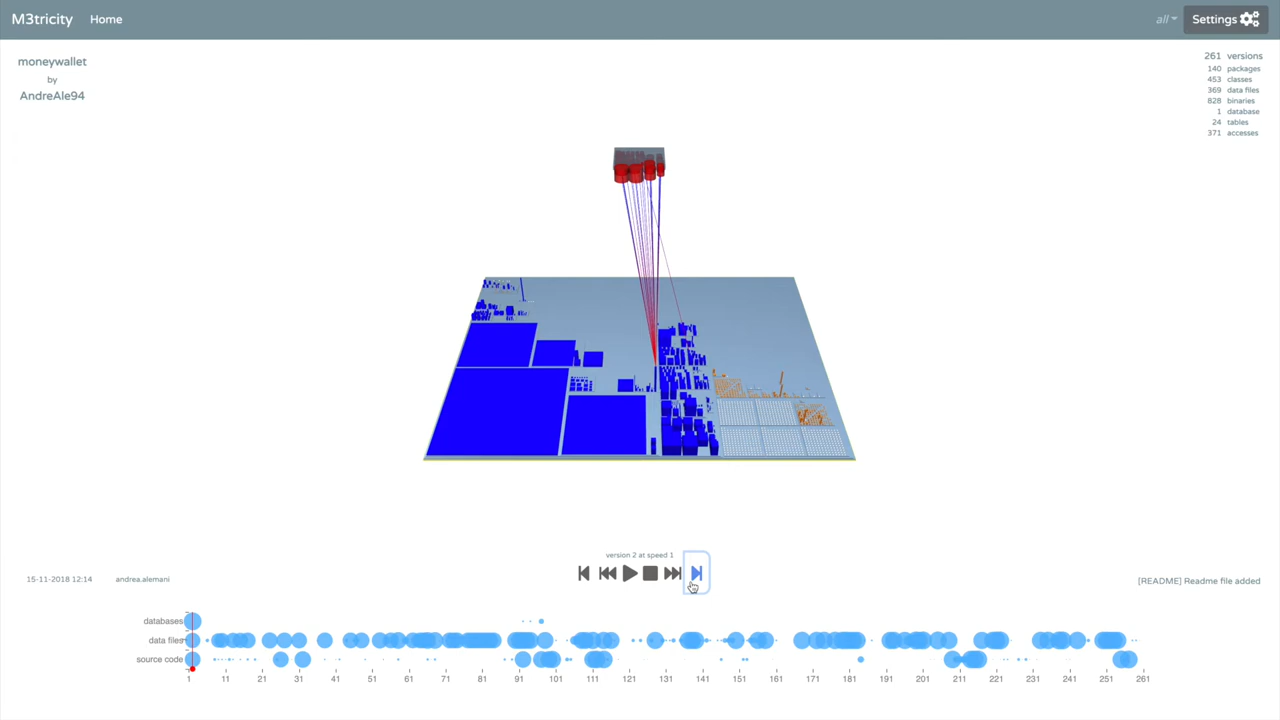 M3tricity Home all Settings
moneywallet
by
AndreAle94
261 versions
140 packages
453 classes
369 data files
828 binaries
1 database
24 tables
371 accesses
version 2 at speed 1
15-11-2018 12:14 andrea.alemani [README] Readme file added
databases
data files
source code
1 11 21 31 41 51 61 71 81 91 101 111 121 131 141 151 161 171 181 191 201 211 221 231 241 251 261